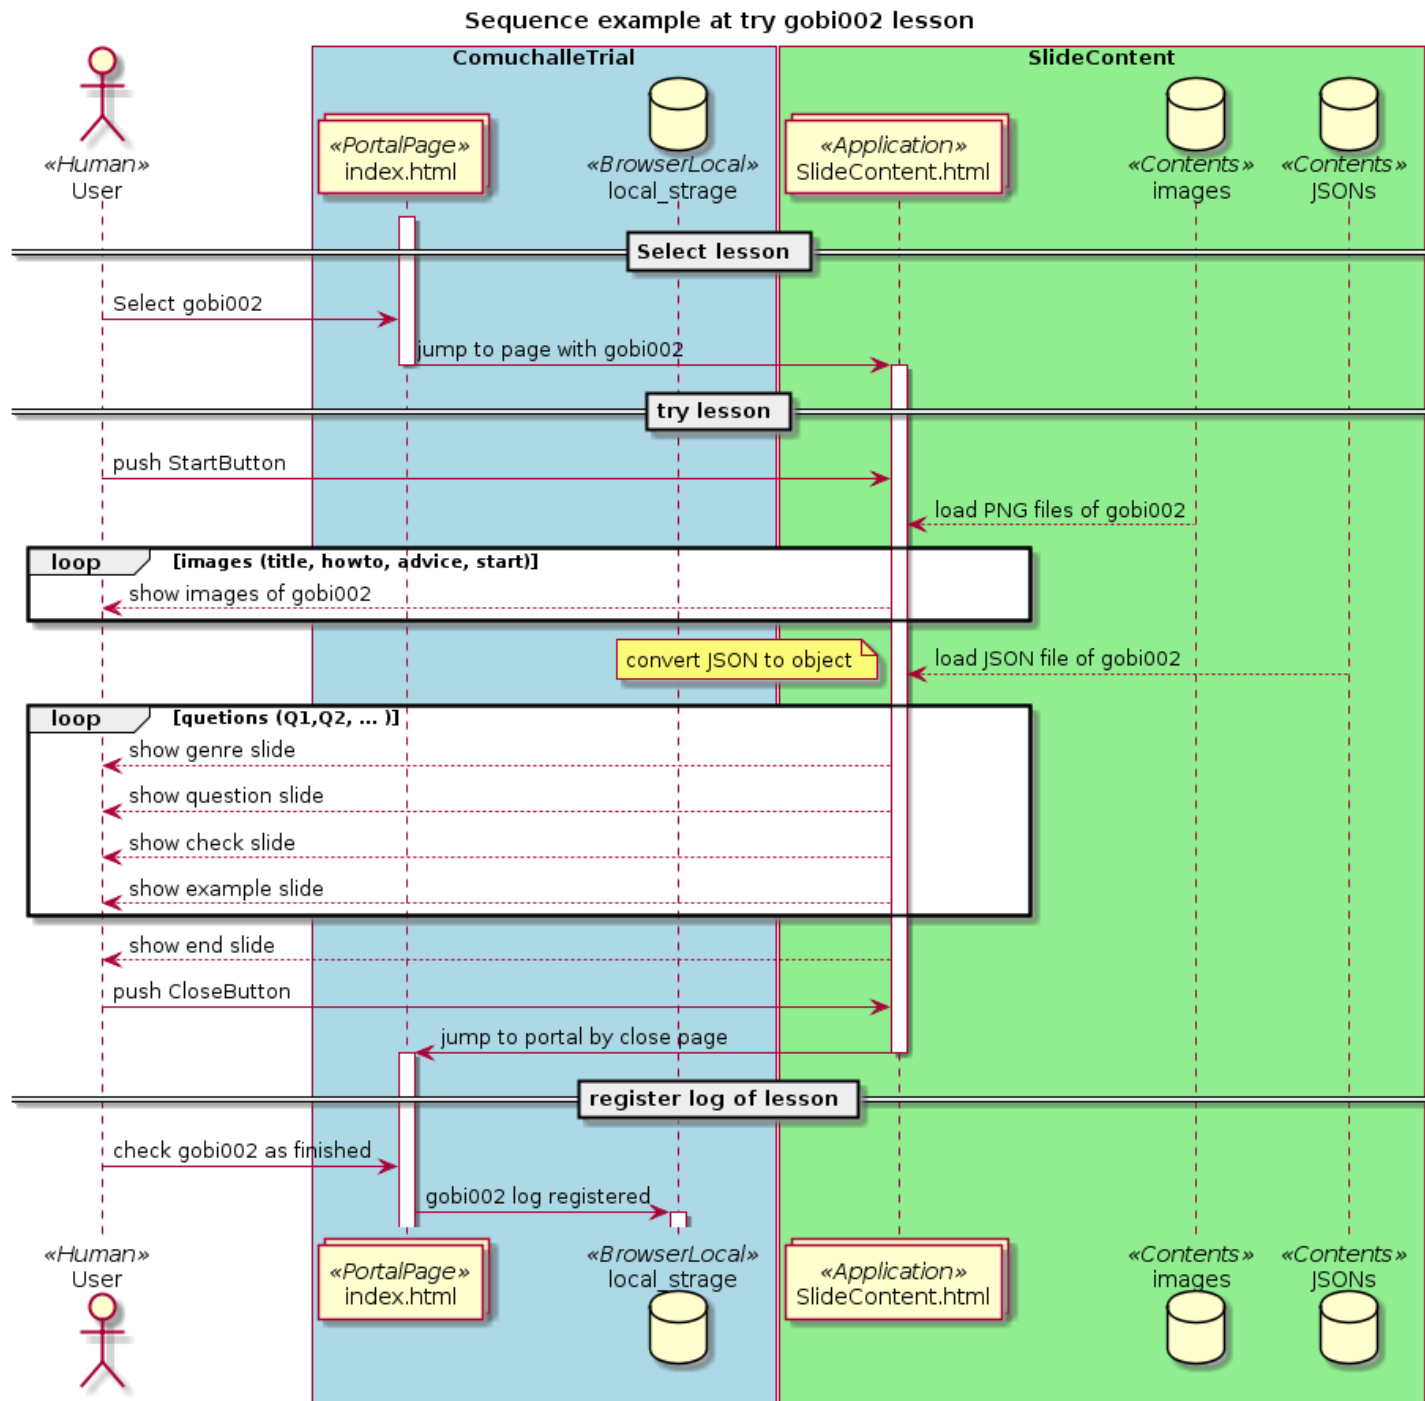 Sequence example at try gobi002 lesson
ComuchalleTrial
SlideContent
«Human»
User
«PortalPage»
index.html
«BrowserLocal»
local_strage
«Application»
SlideContent.html
«Contents»
images
«Contents»
JSONs
Select lesson
Select gobi002
jump to page with gobi002
try lesson
push StartButton
load PNG files of gobi002
loop
[images (title, howto, advice, start)]
show images of gobi002
convert JSON to object
load JSON file of gobi002
loop
[quetions (Q1,Q2, ... )]
show genre slide
show question slide
show check slide
show example slide
show end slide
push CloseButton
jump to portal by close page
register log of lesson
check gobi002 as finished
gobi002 log registered
«Human»
User
«PortalPage»
index.html
«BrowserLocal»
local_strage
«Application»
SlideContent.html
«Contents»
images
«Contents»
JSONs